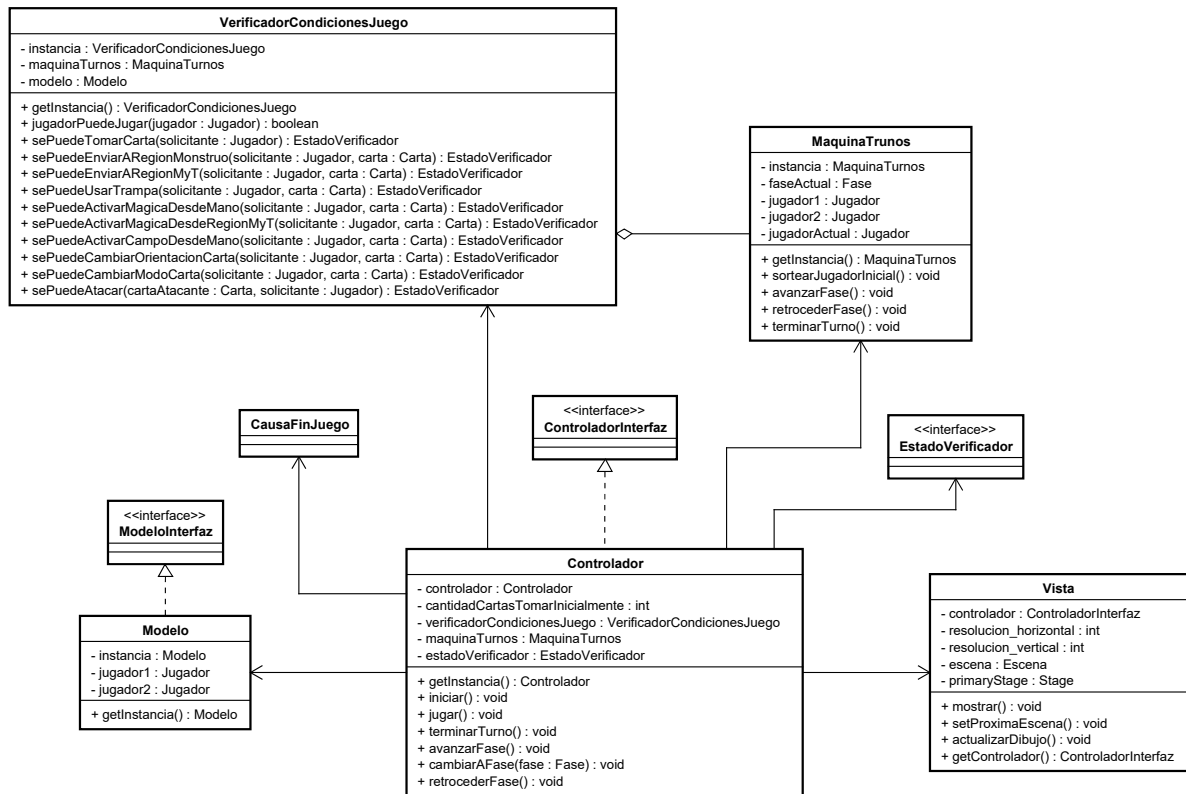 VerificadorCondicionesJuego
- instancia : VerificadorCondicionesJuego
- maquinaTurnos : MaquinaTurnos
- modelo : Modelo
+ getInstancia() : VerificadorCondicionesJuego
+ jugadorPuedeJugar(jugador : Jugador) : boolean
+ sePuedeTomarCarta(solicitante : Jugador) : EstadoVerificador
+ sePuedeEnviarARegionMonstruo(solicitante : Jugador, carta : Carta) : EstadoVerificador
+ sePuedeEnviarARegionMyT(solicitante : Jugador, carta : Carta) : EstadoVerificador
+ sePuedeUsarTrampa(solicitante : Jugador, carta : Carta) : EstadoVerificador
+ sePuedeActivarMagicaDesdeMano(solicitante : Jugador, carta : Carta) : EstadoVerificador
+ sePuedeActivarMagicaDesdeRegionMyT(solicitante : Jugador, carta : Carta) : EstadoVerificador
+ sePuedeActivarCampoDesdeMano(solicitante : Jugador, carta : Carta) : EstadoVerificador
+ sePuedeCambiarOrientacionCarta(solicitante : Jugador, carta : Carta) : EstadoVerificador
+ sePuedeCambiarModoCarta(solicitante : Jugador, carta : Carta) : EstadoVerificador
+ sePuedeAtacar(cartaAtacante : Carta, solicitante : Jugador) : EstadoVerificador
MaquinaTrunos
- instancia : MaquinaTurnos
- faseActual : Fase
- jugador1 : Jugador
- jugador2 : Jugador
- jugadorActual : Jugador
+ getInstancia() : MaquinaTurnos
+ sortearJugadorInicial() : void
+ avanzarFase() : void
+ retrocederFase() : void
+ terminarTurno() : void
CausaFinJuego
<<interface>>
ControladorInterfaz
<<interface>>
EstadoVerificador
<<interface>>
ModeloInterfaz
Modelo
- instancia : Modelo
- jugador1 : Jugador
- jugador2 : Jugador
+ getInstancia() : Modelo
Controlador
- controlador : Controlador
- cantidadCartasTomarInicialmente : int
- verificadorCondicionesJuego : VerificadorCondicionesJuego
- maquinaTurnos : MaquinaTurnos
- estadoVerificador : EstadoVerificador
+ getInstancia() : Controlador
+ iniciar() : void
+ jugar() : void
+ terminarTurno() : void
+ avanzarFase() : void
+ cambiarAFase(fase : Fase) : void
+ retrocederFase() : void
Vista
- controlador : ControladorInterfaz
- resolucion_horizontal : int
- resolucion_vertical : int
- escena : Escena
- primaryStage : Stage
+ mostrar() : void
+ setProximaEscena() : void
+ actualizarDibujo() : void
+ getControlador() : ControladorInterfaz